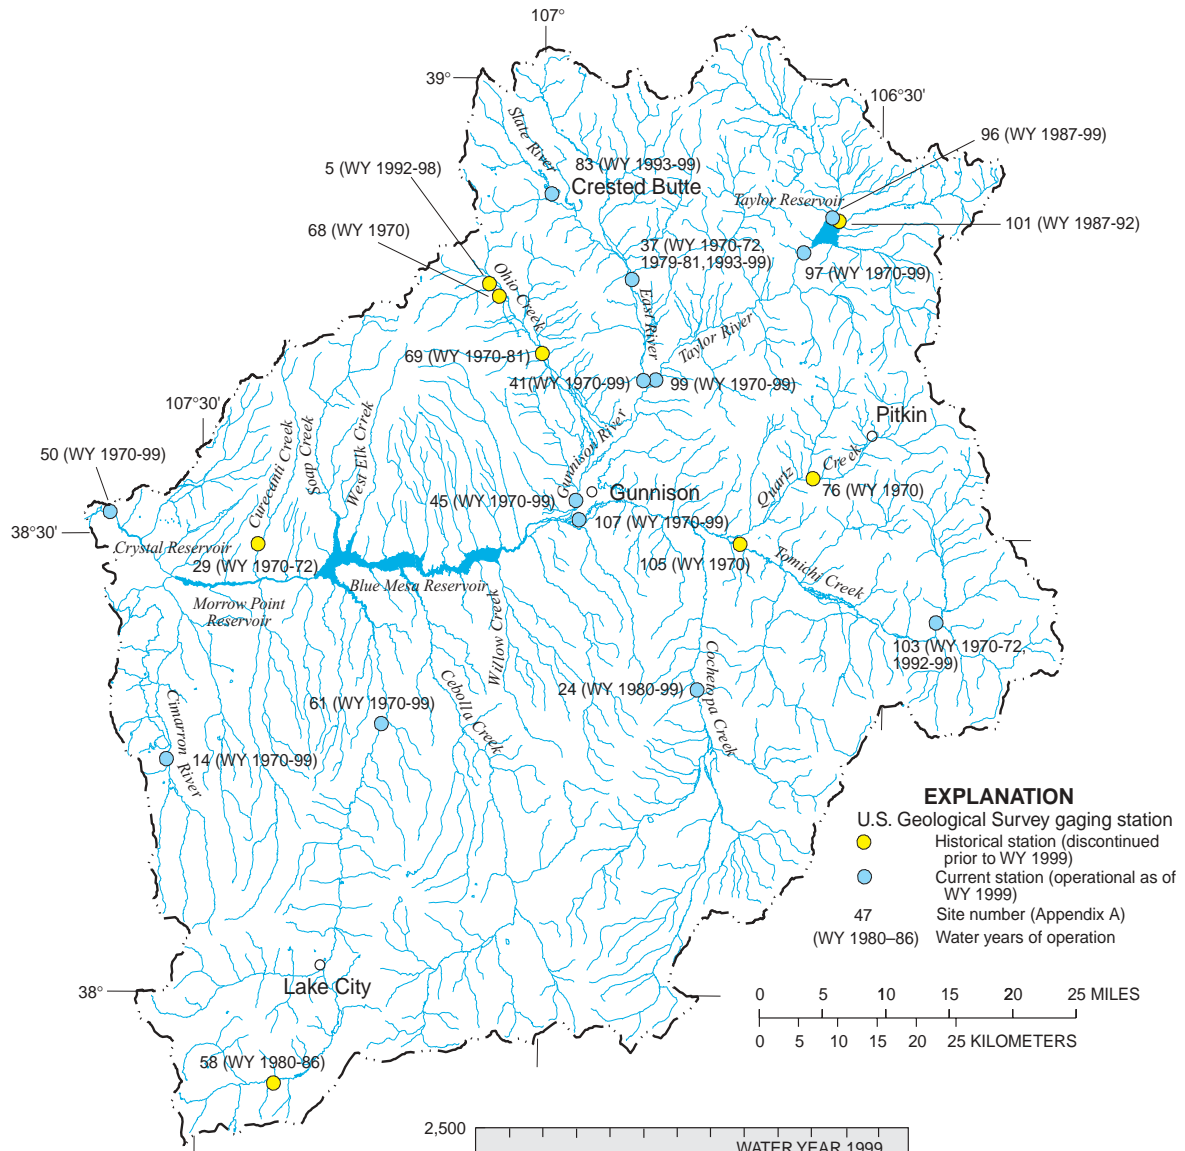 107°
39°
106°30'
96 (WY 1987-99)
Slate River
83 (WY 1993-99)
5 (WY 1992-98)
Crested Butte
Taylor Reservoir
101 (WY 1987-92)
68 (WY 1970)
37 (WY 1970-72,
1979-81,1993-99)
97 (WY 1970-99)
Ohio Creek
East River
Taylor River
69 (WY 1970-81)
41(WY 1970-99)
99 (WY 1970-99)
107°30'
Pitkin
50 (WY 1970-99)
Curecanti Creek
Soap Creek
West Elk Crrek
Gunnison River
Quartz Creek
76 (WY 1970)
Gunnison
45 (WY 1970-99)
107 (WY 1970-99)
38°30'
Crystal Reservoir
29 (WY 1970-72)
105 (WY 1970)
Tomichi Creek
Blue Mesa Reservoir
Morrow Point
Reservoir
Willow Creek
103 (WY 1970-72,
1992-99)
Cochetopa Creek
24 (WY 1980-99)
Cebolla Creek
61 (WY 1970-99)
Cimarron River
14 (WY 1970-99)
EXPLANATION
U.S. Geological Survey gaging station
Historical station (discontinued
prior to WY 1999)
Current station (operational as of
WY 1999)
47 Site number (Appendix A)
(WY 1980–86) Water years of operation
Lake City
38°
0 5 10 15 20 25 MILES
0 5 10 15 20 25 KILOMETERS
58 (WY 1980-86)
2,500
WATER YEAR 1999